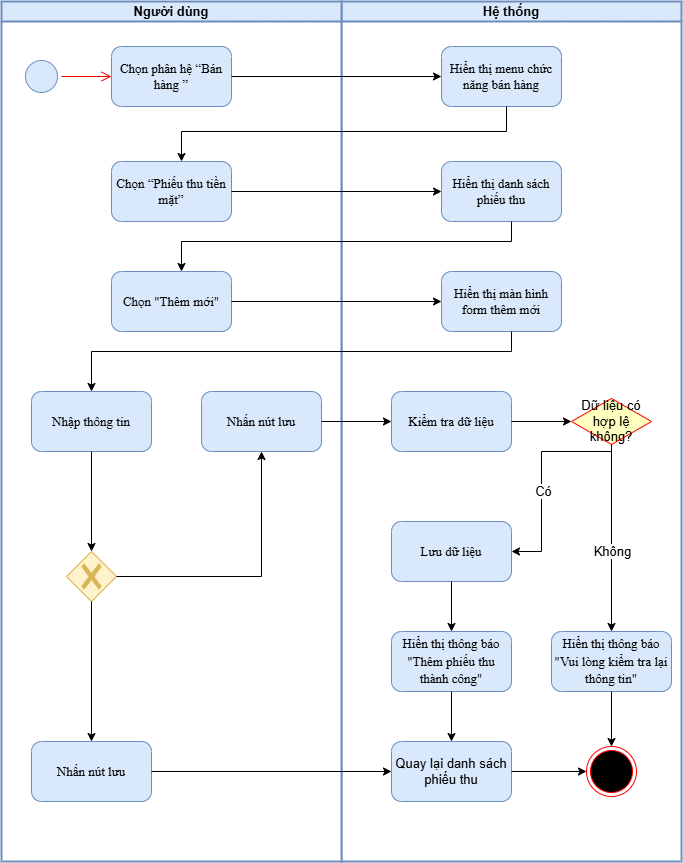 Người dùng
Hệ thống
Chọn phân hệ “Bán
hàng ”
Hiển thị menu chức
năng bán hàng
Chọn “Phiếu thu tiền
mặt”
Hiển thị danh sách
phiếu thu
Chọn "Thêm mới"
Hiển thị màn hình
form thêm mới
Nhập thông tin
Nhấn nút lưu
Kiểm tra dữ liệu
Dữ liệu có
hợp lệ
không?
Có
Không
Lưu dữ liệu
Hiển thị thông báo
"Thêm phiếu thu
thành công"
Hiển thị thông báo
"Vui lòng kiểm tra lại
thông tin"
Nhấn nút lưu
Quay lại danh sách
phiếu thu